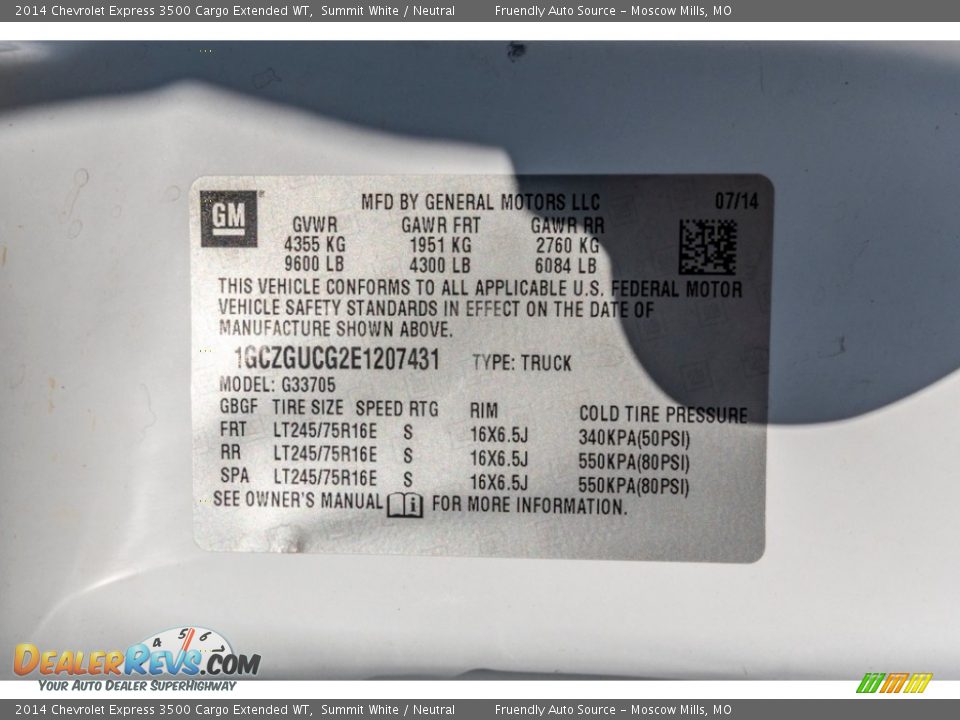 2014 Chevrolet Express 3500 Cargo Extended WT, Summit White / Neutral Fruendly Auto Source – Moscow Mills, MO
GM MFD BY GENERAL MOTORS LLC 07/14
GVWR GAWR FRT GAWR RR
4355 KG 1951 KG 2760 KG
9600 LB 4300 LB 6084 LB
THIS VEHICLE CONFORMS TO ALL APPLICABLE U.S. FEDERAL MOTOR
VEHICLE SAFETY STANDARDS IN EFFECT ON THE DATE OF
MANUFACTURE SHOWN ABOVE.
1GCZGUCG2E1207431 TYPE: TRUCK
MODEL: G33705
GBGF TIRE SIZE SPEED RTG RIM COLD TIRE PRESSURE
FRT LT245/75R16E S 16X6.5J 340KPA(50PSI)
RR LT245/75R16E S 16X6.5J 550KPA(80PSI)
SPA LT245/75R16E S 16X6.5J 550KPA(80PSI)
SEE OWNER'S MANUAL i FOR MORE INFORMATION.
4 5 6
DealerRevs.com
Your Auto Dealer SuperHighway
2014 Chevrolet Express 3500 Cargo Extended WT, Summit White / Neutral Fruendly Auto Source – Moscow Mills, MO